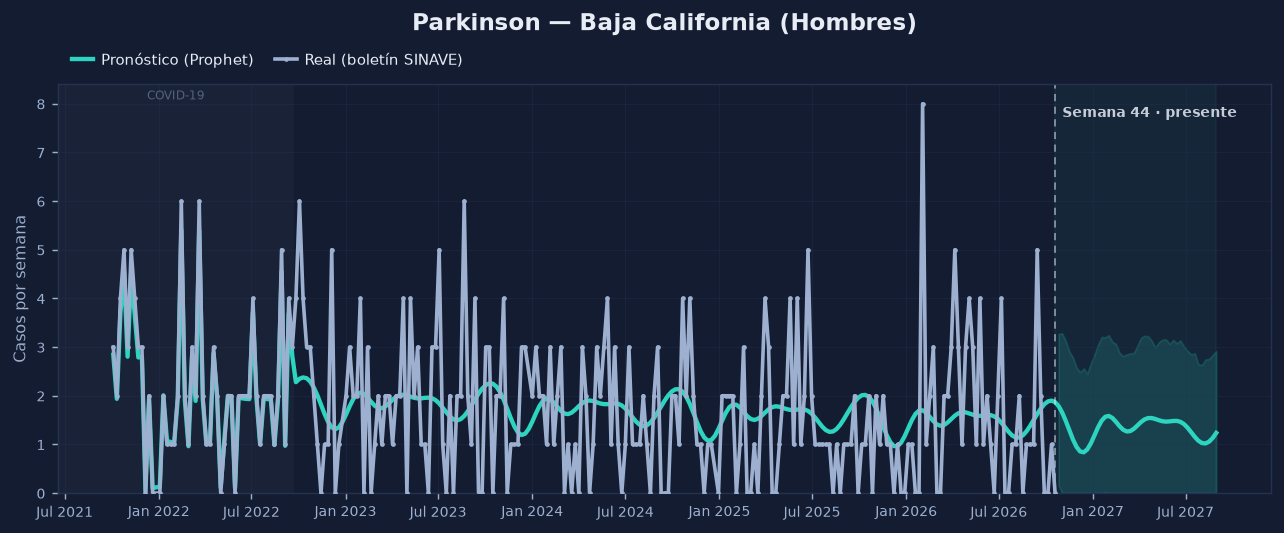 Parkinson — Baja California (Hombres)
Pronóstico (Prophet)
Real (boletín SINAVE)
COVID-19
Semana 44 · presente
Casos por semana
8
7
6
5
4
3
2
1
0
Jul 2021
Jan 2022
Jul 2022
Jan 2023
Jul 2023
Jan 2024
Jul 2024
Jan 2025
Jul 2025
Jan 2026
Jul 2026
Jan 2027
Jul 2027